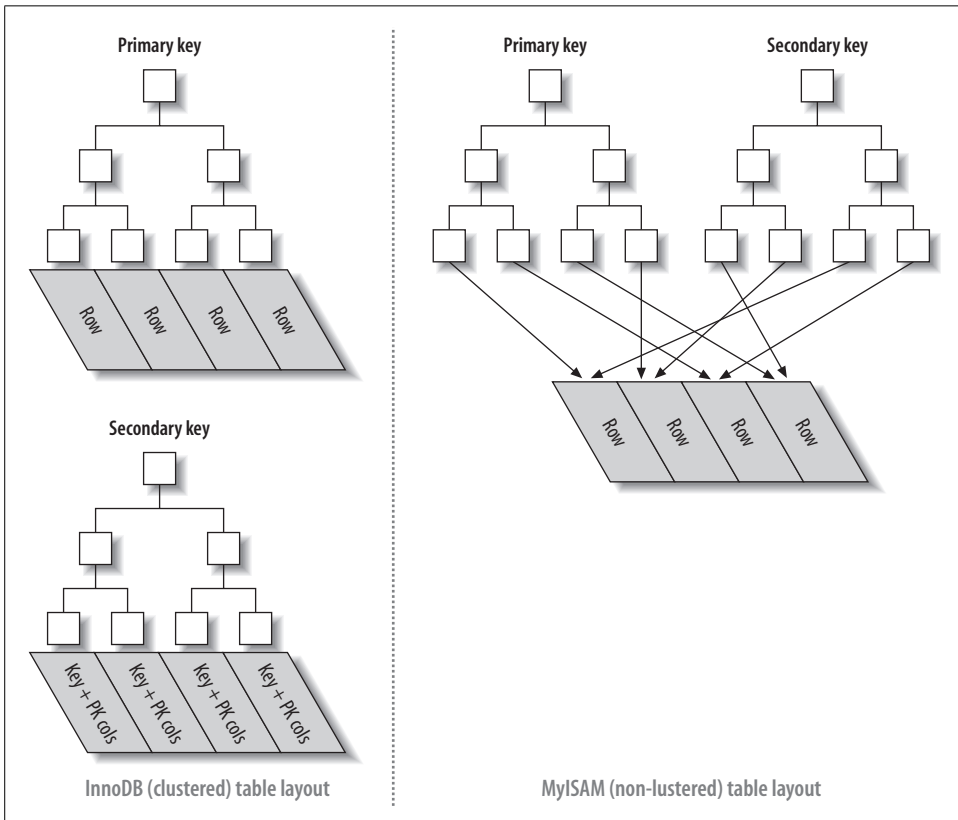 Primary key
Row
Row
Row
Row
Secondary key
Key + PK cols
Key + PK cols
Key + PK cols
Key + PK cols
InnoDB (clustered) table layout
Primary key
Secondary key
Row
Row
Row
Row
MyISAM (non-lustered) table layout